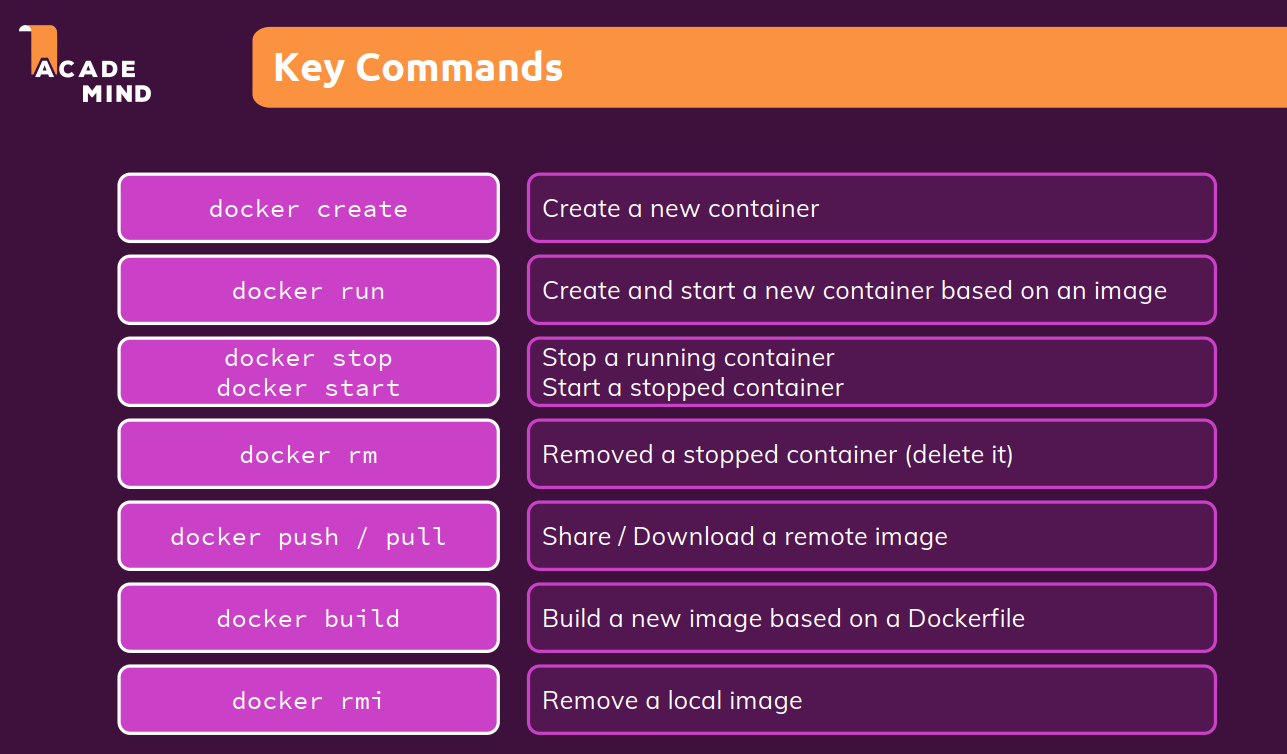 ACADE
MIND
Key Commands
docker create
Create a new container
docker run
Create and start a new container based on an image
docker stop
docker start
Stop a running container
Start a stopped container
docker rm
Removed a stopped container (delete it)
docker push / pull
Share / Download a remote image
docker build
Build a new image based on a Dockerfile
docker rmi
Remove a local image